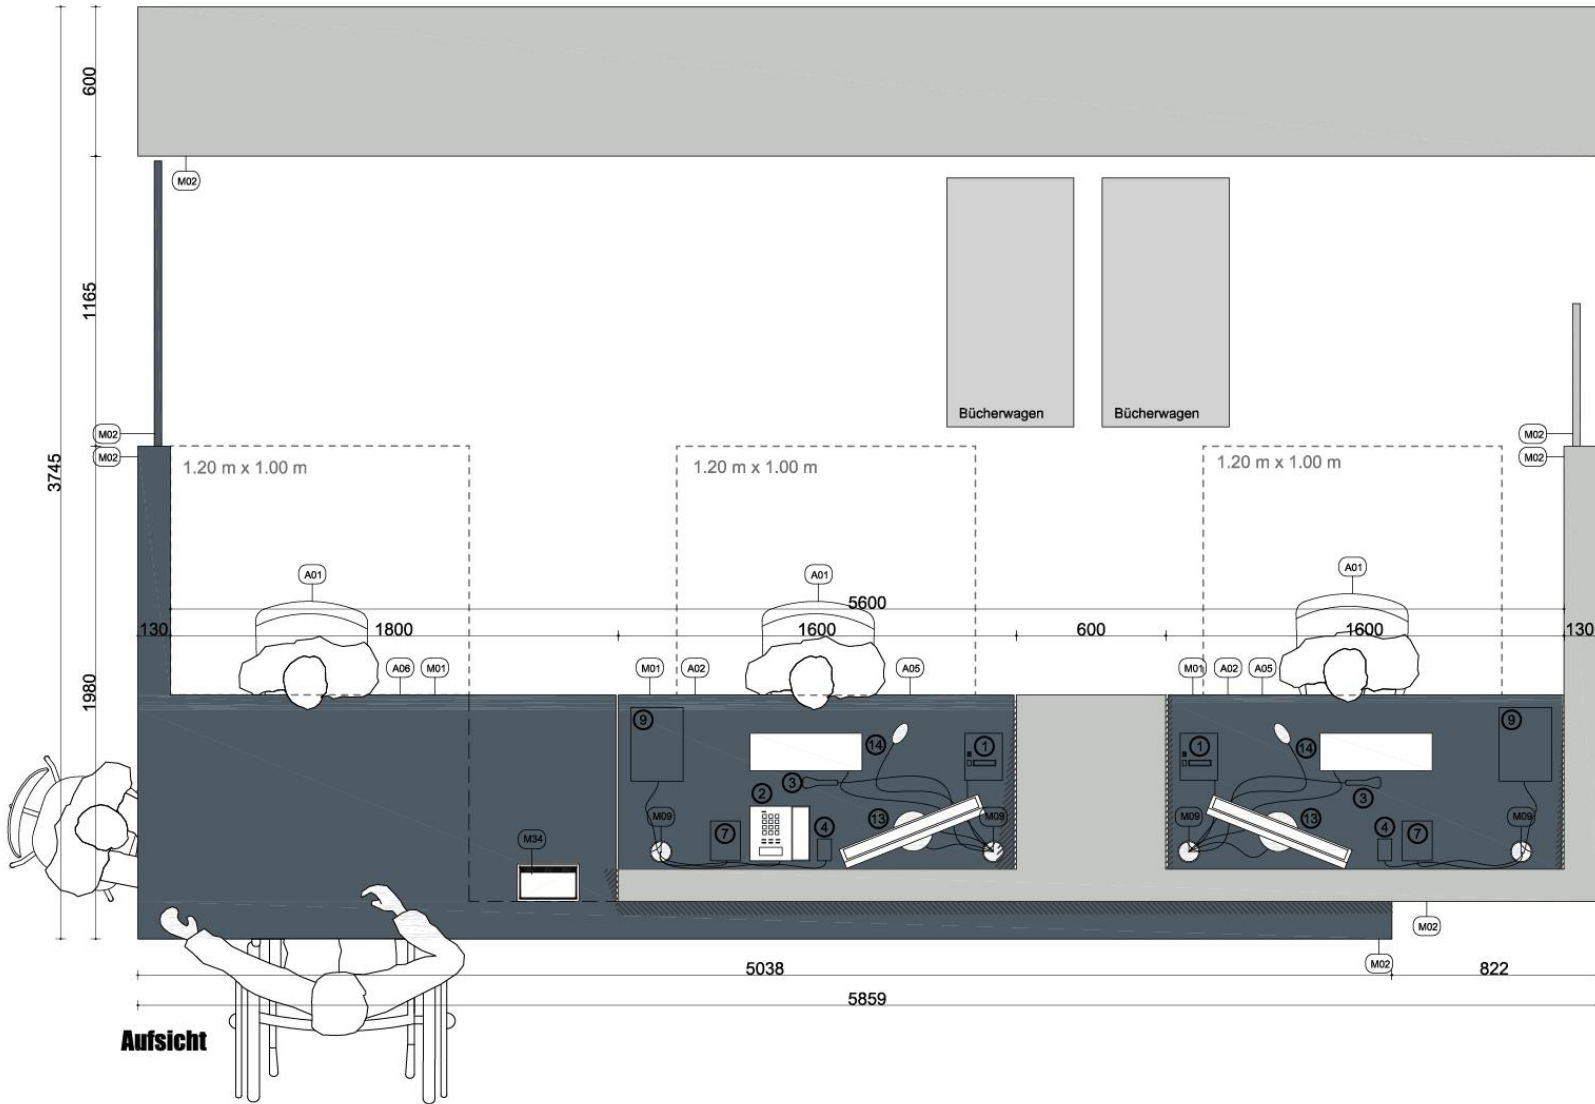 600
M02
1165
Bücherwagen
Bücherwagen
M02
M02
M02
M02
3745
1.20 m x 1.00 m
1.20 m x 1.00 m
1.20 m x 1.00 m
A01
A01
A01
5600
130
1800
1600
600
1600
130
1980
A06
M01
M01
A02
A05
M01
A02
A05
9
14
1
1
14
9
3
3
2
M34
7
4
13
M09
M09
13
4
7
M09
M02
M02
5038
822
5859
Aufsicht